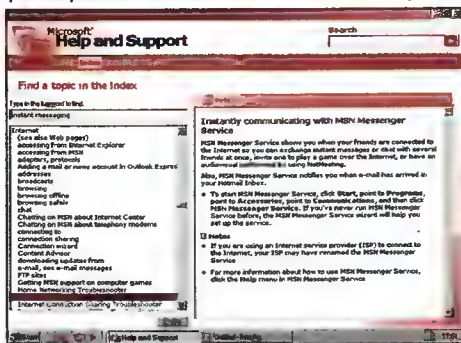 Microsoft
Help and Support
Search
Find a topic in the Index
Type in the keyword to find:
instant messaging
Internet
(see also Web pages)
accessing from Internet Explorer
accessing from MSN
adapters, protocols
Adding a mail or news account in Outlook Express
addresses
broadcasts
browsing
browsing offline
browsing safely
chat
Chatting on MSN about Internet Center
Chatting on MSN about telephony modems
connecting to
connection sharing
Connection wizard
Content Advisor
downloading updates from
e-mail, see e-mail messages
FTP sites
Getting MSN support on computer games
Home Networking Troubleshooter
Internet Connection Sharing Troubleshooter
Instantly communicating with MSN Messenger
Service
MSN Messenger Service shows you when your friends are connected to
the Internet so you can exchange instant messages or chat with several
friends at once, invite one to play a game over the Internet, or have an
using NetMeeting.
Also, MSN Messenger Service notifies you when e-mail has arrived in
your Hotmail Inbox.
• To start MSN Messenger Service, click Start, point to Programs,
point to Accessories, point to Communications, and then click
MSN Messenger Service. If you've never run MSN Messenger
Service before, the MSN Messenger Service wizard will help you
set up the service.
Notes
• If you are using an Internet service provider (ISP) to connect to
the Internet, your ISP may have renamed the MSN Messenger
Service
• For more information about how to use MSN Messenger Service,
click the Help menu in MSN Messenger Service.
Help and Support